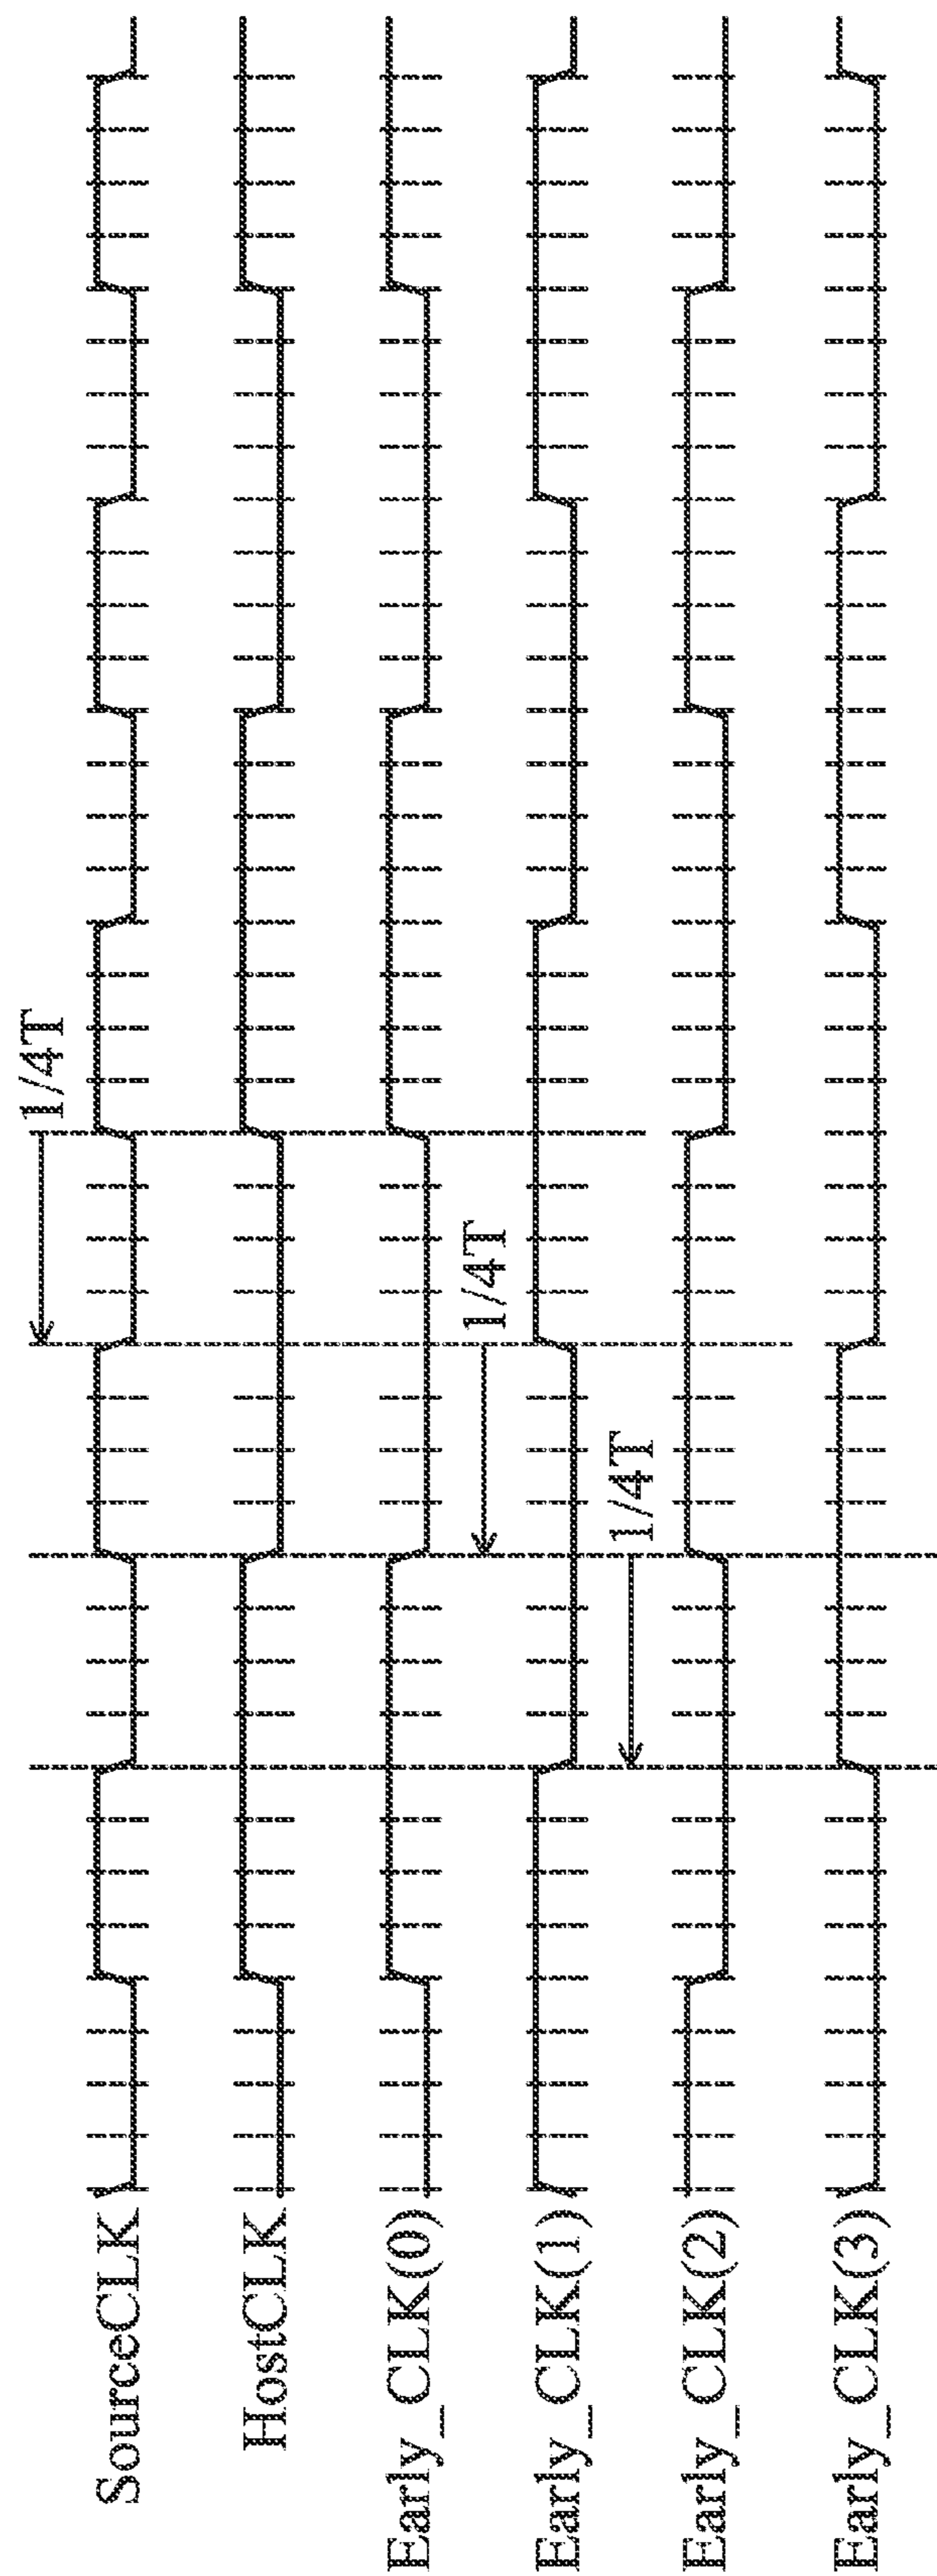 1/4T
SourceCLK
HostCLK
Early_CLK(0)
1/4T
Early_CLK(1)
1/4T
Early_CLK(2)
Early_CLK(3)